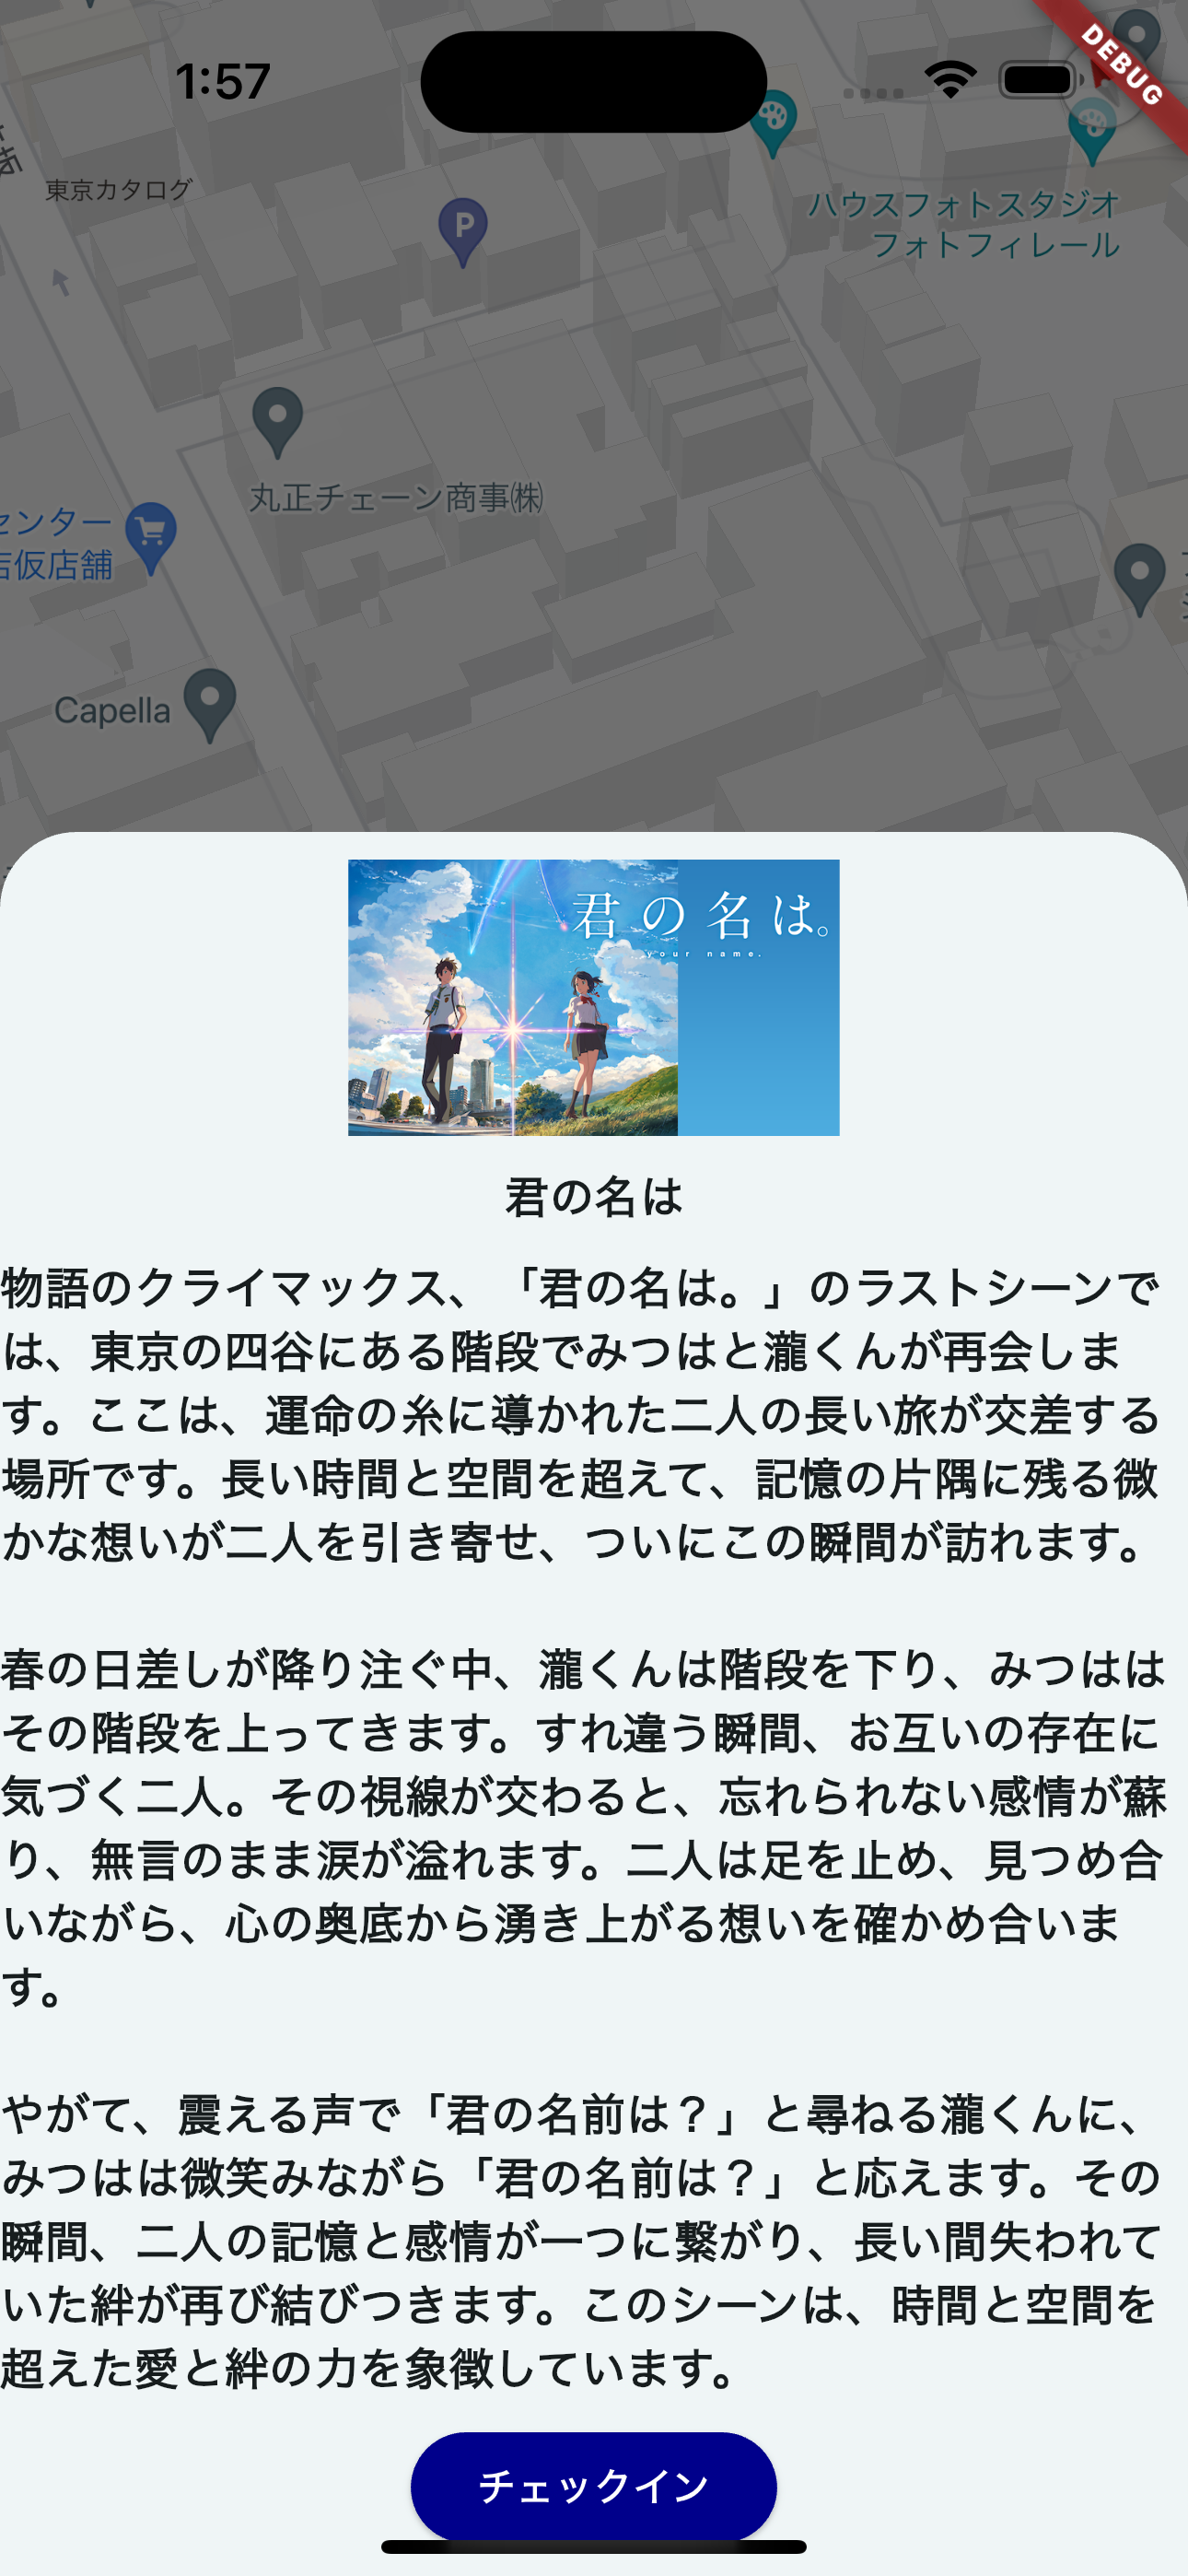 1:57
DEBUG
東京カタログ
P
ハウスフォトスタジオ
フォトフィレール
丸正チェーン商事㈱
センター
吉仮店舗
Capella
君の名は。
your name.
君の名は
物語のクライマックス、「君の名は。」のラストシーンで
は、東京の四谷にある階段でみつはと瀧くんが再会しま
す。ここは、運命の糸に導かれた二人の長い旅が交差する
場所です。長い時間と空間を超えて、記憶の片隅に残る微
かな想いが二人を引き寄せ、ついにこの瞬間が訪れます。
春の日差しが降り注ぐ中、瀧くんは階段を下り、みつはは
その階段を上ってきます。すれ違う瞬間、お互いの存在に
気づく二人。その視線が交わると、忘れられない感情が蘇
り、無言のまま涙が溢れます。二人は足を止め、見つめ合
いながら、心の奥底から湧き上がる想いを確かめ合いま
す。
やがて、震える声で「君の名前は？」と尋ねる瀧くんに、
みつはは微笑みながら「君の名前は？」と応えます。その
瞬間、二人の記憶と感情が一つに繋がり、長い間失われて
いた絆が再び結びつきます。このシーンは、時間と空間を
超えた愛と絆の力を象徴しています。
チェックイン